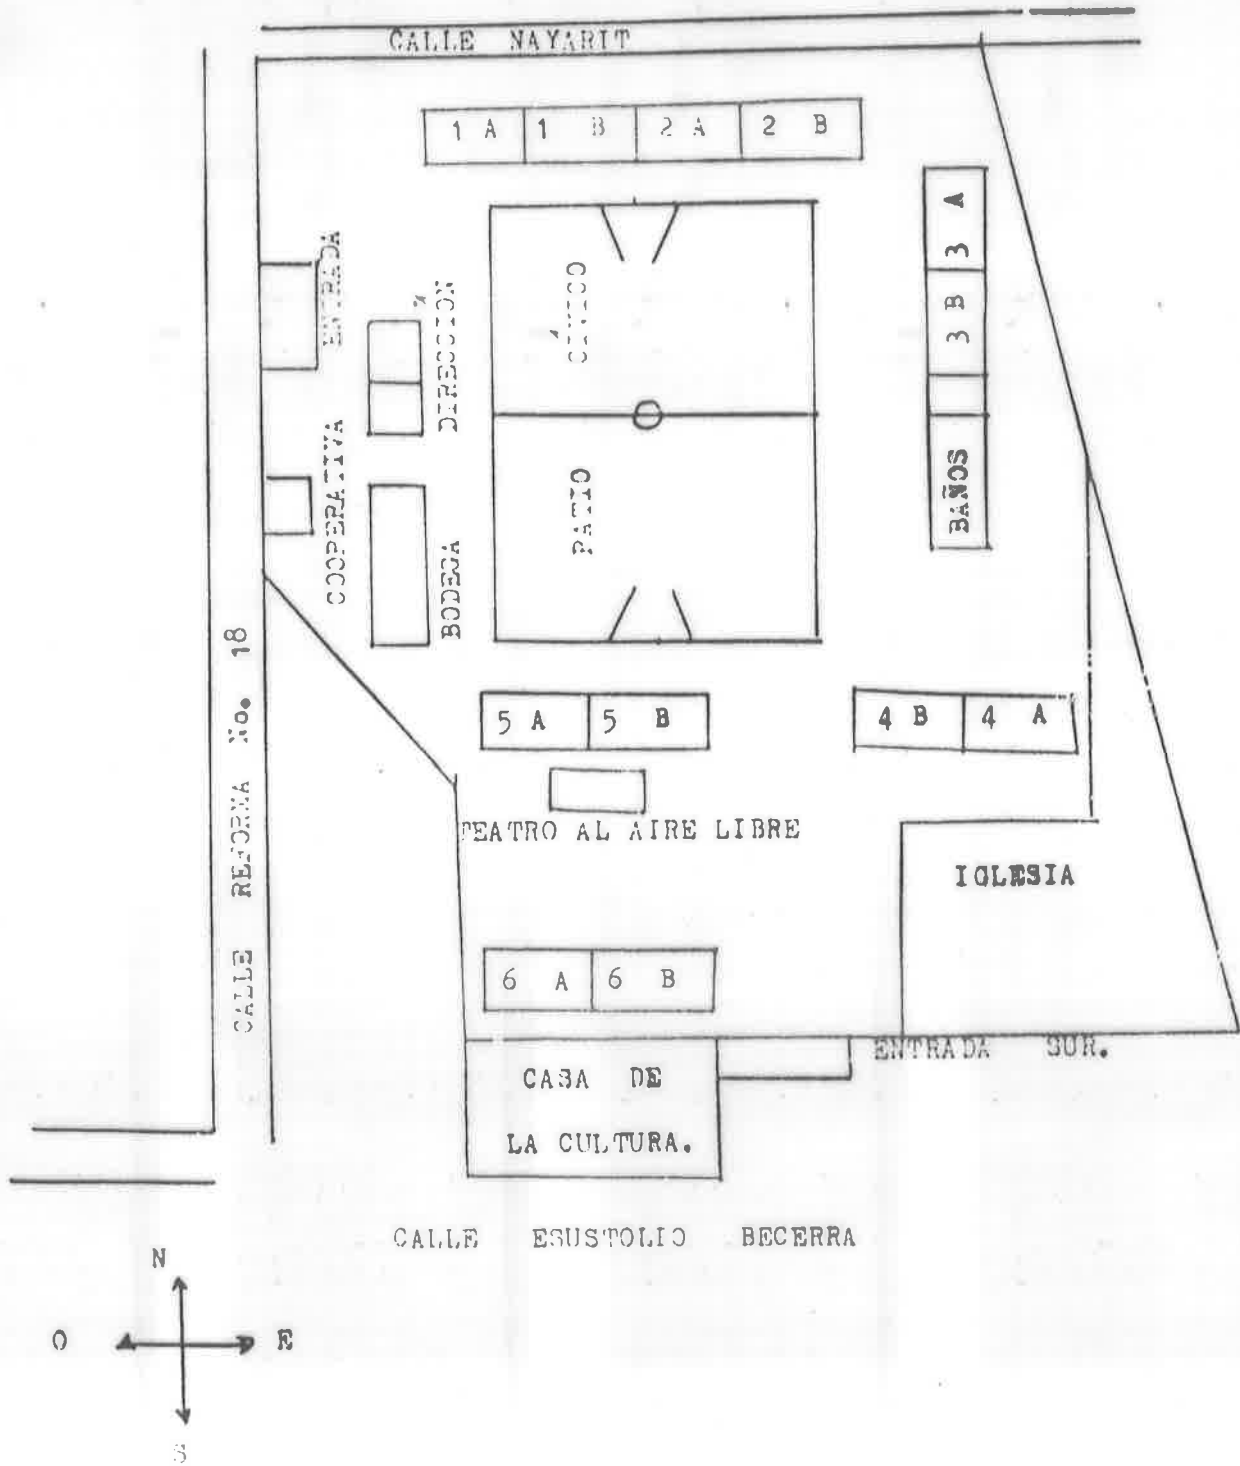 CALLE NAYARIT
1 A 1 B 2 A 2 B
3 A
3 B
BAÑOS
ENTRADA
DIRECCION
CÍVICO
PATIO
COOPERATIVA
BODEGA
CALLE REFORMA No. 18
5 A 5 B
4 B 4 A
TEATRO AL AIRE LIBRE
IGLESIA
6 A 6 B
ENTRADA SUR.
CASA DE
LA CULTURA.
CALLE ESUSTOLIO BECERRA
N
O E
S